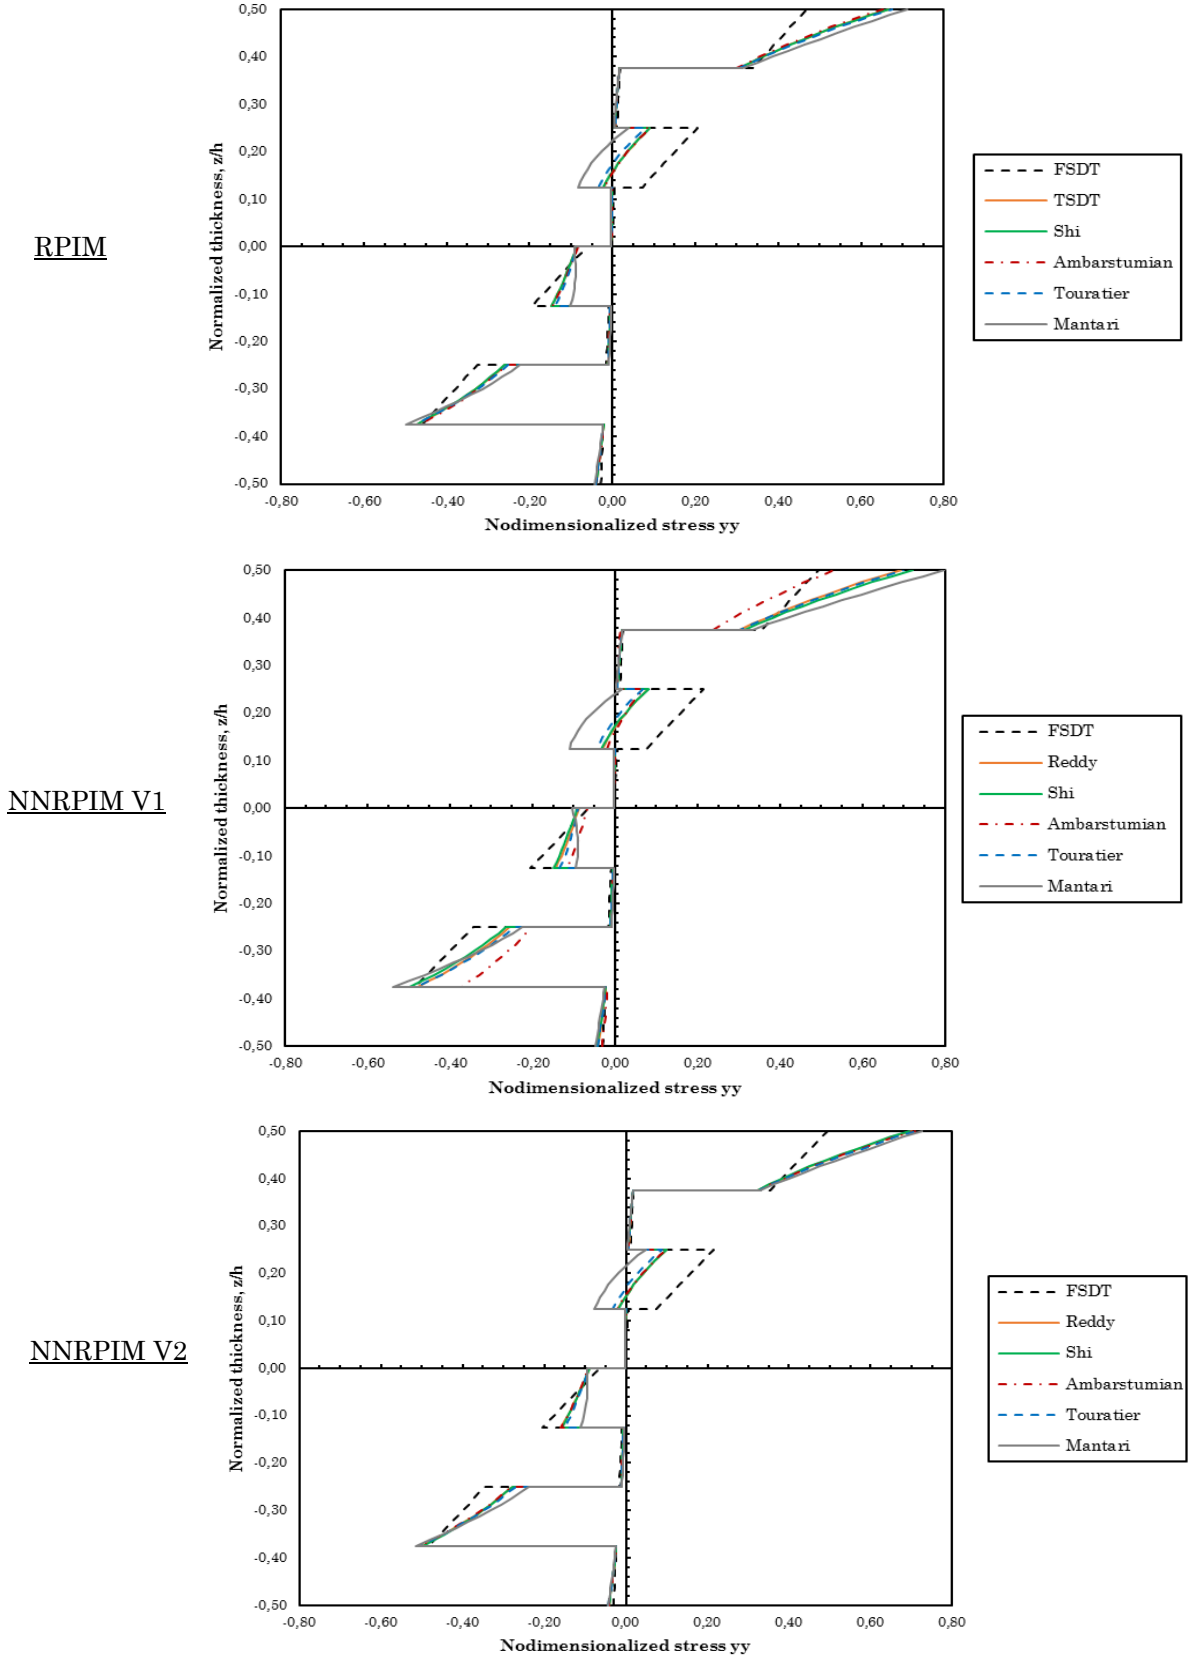 RPIM
Normalized thickness, z/h
0,50
0,40
0,30
0,20
0,10
0,00
-0,10
-0,20
-0,30
-0,40
-0,50
-0,80 -0,60 -0,40 -0,20 0,00 0,20 0,40 0,60 0,80
Nodimensionalized stress yy
FSDT
TSDT
Shi
Ambarstumian
Touratier
Mantari
NNRPIM V1
Normalized thickness, z/h
0,50
0,40
0,30
0,20
0,10
0,00
-0,10
-0,20
-0,30
-0,40
-0,50
-0,80 -0,60 -0,40 -0,20 0,00 0,20 0,40 0,60 0,80
Nodimensionalized stress yy
FSDT
Reddy
Shi
Ambarstumian
Touratier
Mantari
NNRPIM V2
Normalized thickness, z/h
0,50
0,40
0,30
0,20
0,10
0,00
-0,10
-0,20
-0,30
-0,40
-0,50
-0,80 -0,60 -0,40 -0,20 0,00 0,20 0,40 0,60 0,80
Nodimensionalized stress yy
FSDT
Reddy
Shi
Ambarstumian
Touratier
Mantari